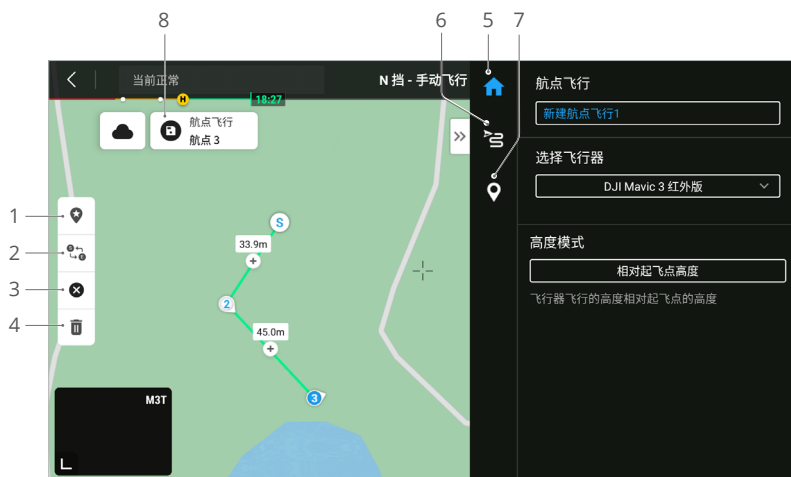 8
6
5
7
当前正常
N 挡 - 手动飞行
H
18:27
航点飞行
航点 3
航点飞行
新建航点飞行1
选择飞行器
DJI Mavic 3 红外版
高度模式
相对起飞点高度
飞行器飞行的高度相对起飞点的高度
1
2
3
4
S
33.9m
2
45.0m
3
M3T